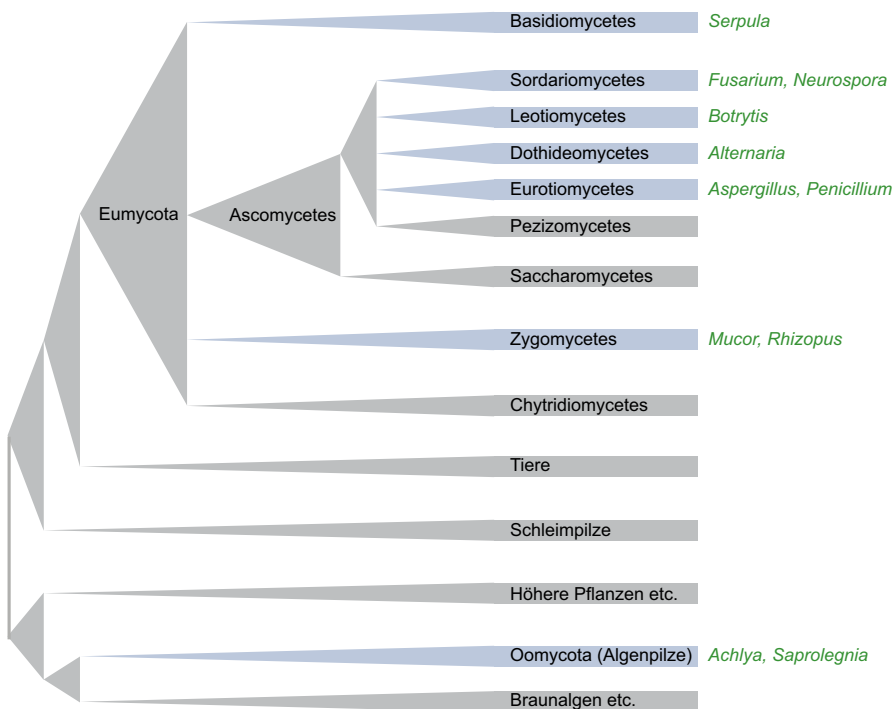 Basidiomycetes Serpula
Sordariomycetes Fusarium, Neurospora
Leotiomycetes Botrytis
Dothideomycetes Alternaria
Eurotiomycetes Aspergillus, Penicillium
Eumycota Ascomycetes
Pezizomycetes
Saccharomycetes
Zygomycetes Mucor, Rhizopus
Chytridiomycetes
Tiere
Schleimpilze
Höhere Pflanzen etc.
Oomycota (Algenpilze) Achlya, Saprolegnia
Braunalgen etc.